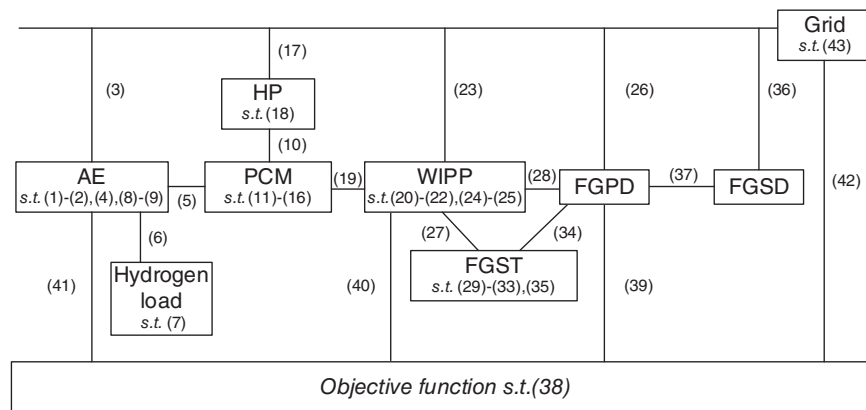 Grid
s.t.(43)
(17)
(3)
HP
s.t.(18)
(23)
(26)
(36)
(10)
AE
s.t.(1)-(2),(4),(8)-(9)
(5)
PCM
s.t.(11)-(16)
(19)
WIPP
s.t.(20)-(22),(24)-(25)
(28)
FGPD
(37)
FGSD
(42)
(6)
(27)
(34)
(41)
Hydrogen
load
s.t.(7)
(40)
FGST
s.t.(29)-(33),(35)
(39)
Objective function s.t.(38)